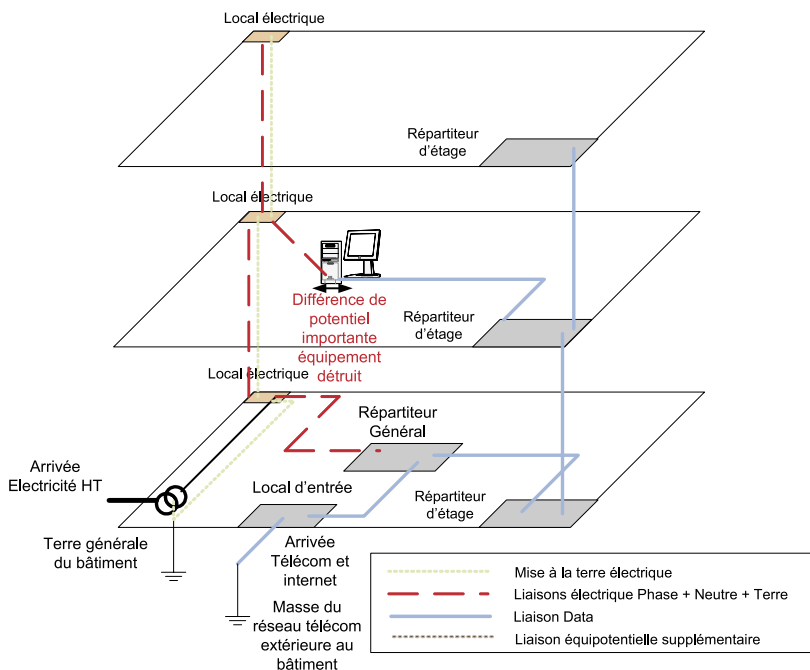 Local électrique
Répartiteur
d'étage
Local électrique
Différence de
potentiel
importante
équipement
détruit
Répartiteur
d'étage
Local électrique
Répartiteur
Général
Arrivée
Electricité HT
Local d'entrée
Répartiteur
d'étage
Terre générale
du bâtiment
Arrivée
Télécom et
internet
Masse du
réseau télécom
extérieure au
bâtiment
Mise à la terre électrique
Liaisons électrique Phase + Neutre + Terre
Liaison Data
Liaison équipotentielle supplémentaire